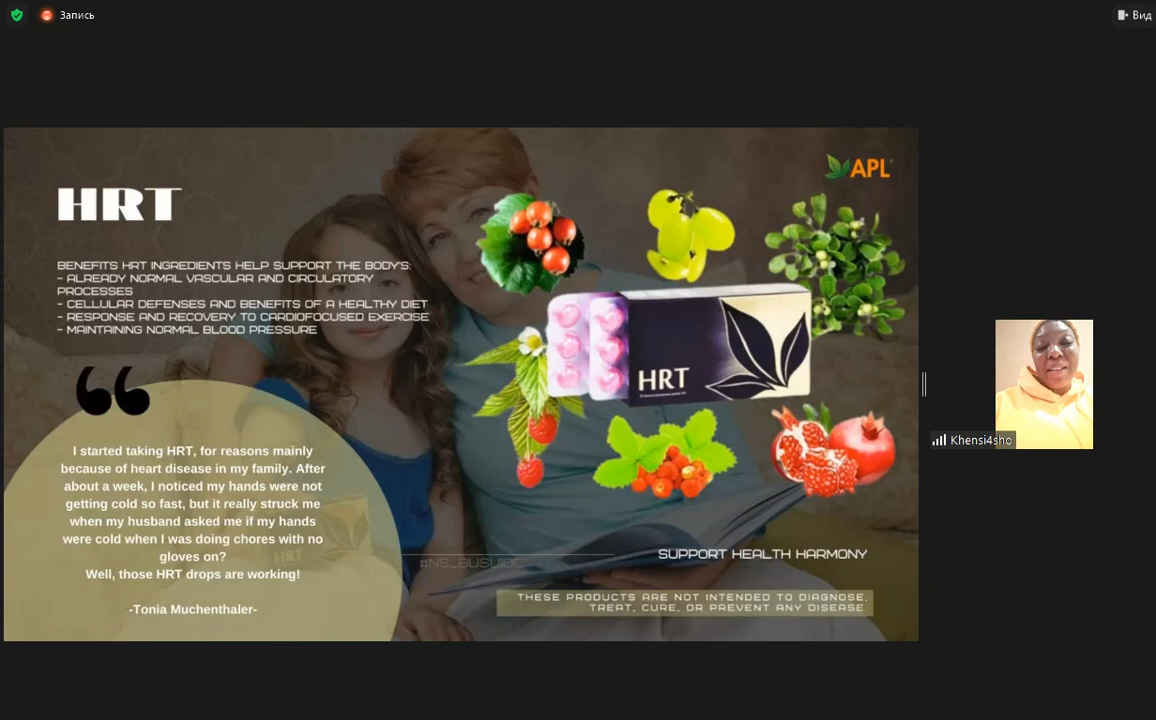 Запись
Вид
APL
HRT
BENEFITS HRT INGREDIENTS HELP SUPPORT THE BODY'S:
- ALREADY NORMAL VASCULAR AND CIRCULATORY
PROCESSES
- CELLULAR DEFENSES AND BENEFITS OF A HEALTHY DIET
- RESPONSE AND RECOVERY TO CARDIOFOCUSED EXERCISE
- MAINTAINING NORMAL BLOOD PRESSURE
HRT
“
I started taking HRT, for reasons mainly
because of heart disease in my family. After
about a week, I noticed my hands were not
getting cold so fast, but it really struck me
when my husband asked me if my hands
were cold when I was doing chores with no
gloves on?
Well, those HRT drops are working!
-Tonia Muchenthaler-
HRT
SUPPORT HEALTH HARMONY
THESE PRODUCTS ARE NOT INTENDED TO DIAGNOSE,
TREAT, CURE, OR PREVENT ANY DISEASE.
Khensi4sho